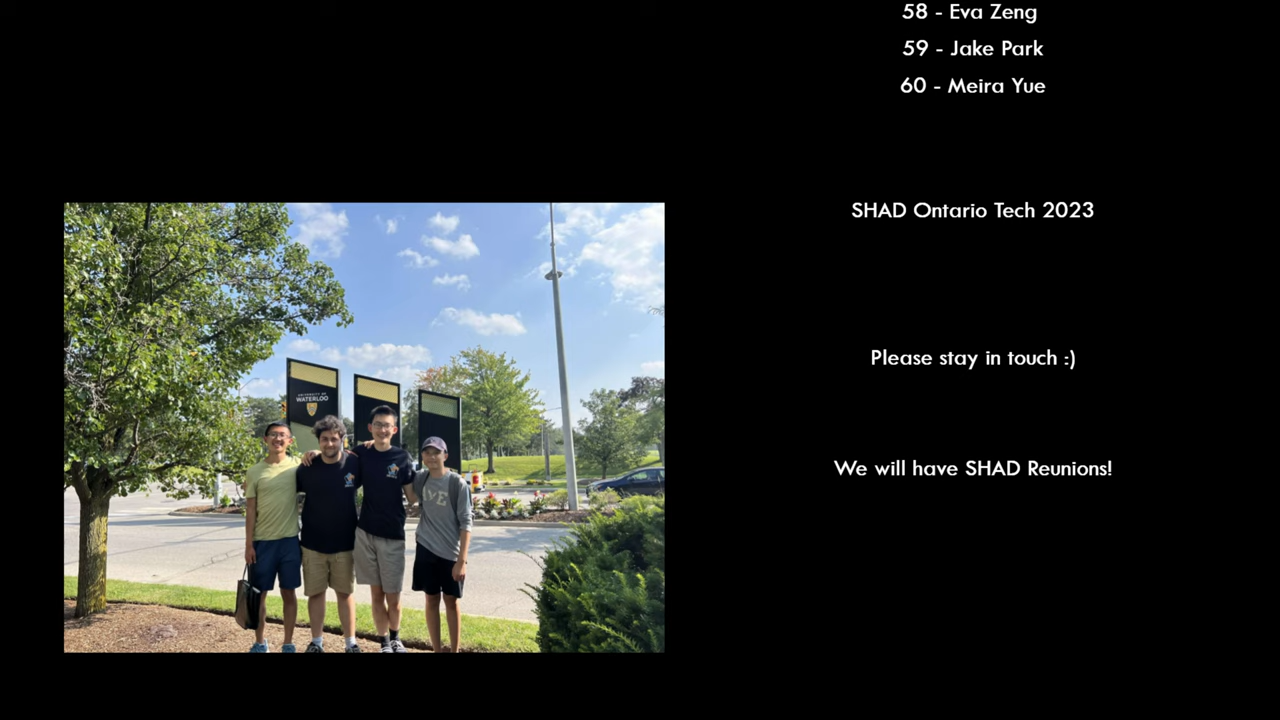 58 - Eva Zeng
59 - Jake Park
60 - Meira Yue
SHAD Ontario Tech 2023
Please stay in touch :)
We will have SHAD Reunions!
UNIVERSITY OF
WATERLOO